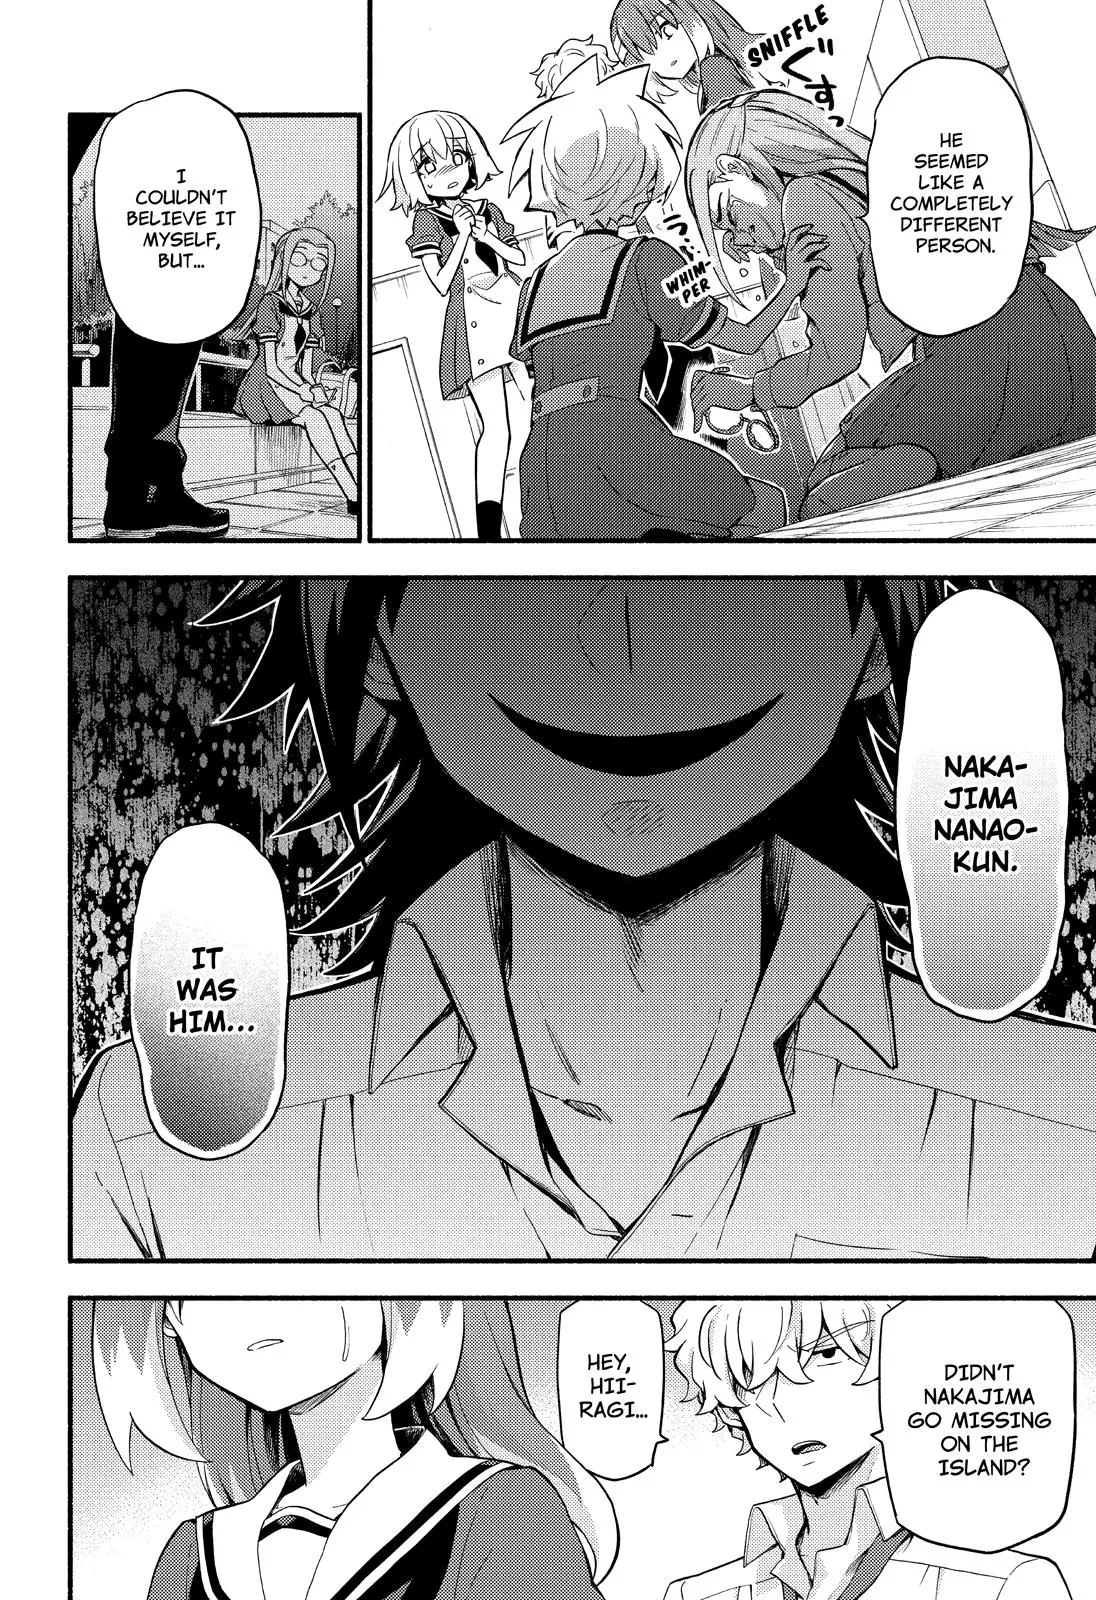 HE
SEEMED
LIKE A
COMPLETELY
DIFFERENT
PERSON.
SNIFFLE
ぐすっ
うっ…
WHIM-
PER
I
COULDN'T
BELIEVE IT
MYSELF,
BUT...
NAKA-
JIMA
NANAO-
KUN.
IT
WAS
HIM...
DIDN'T
NAKAJIMA
GO MISSING
ON THE
ISLAND?
HEY,
HII-
RAGI...